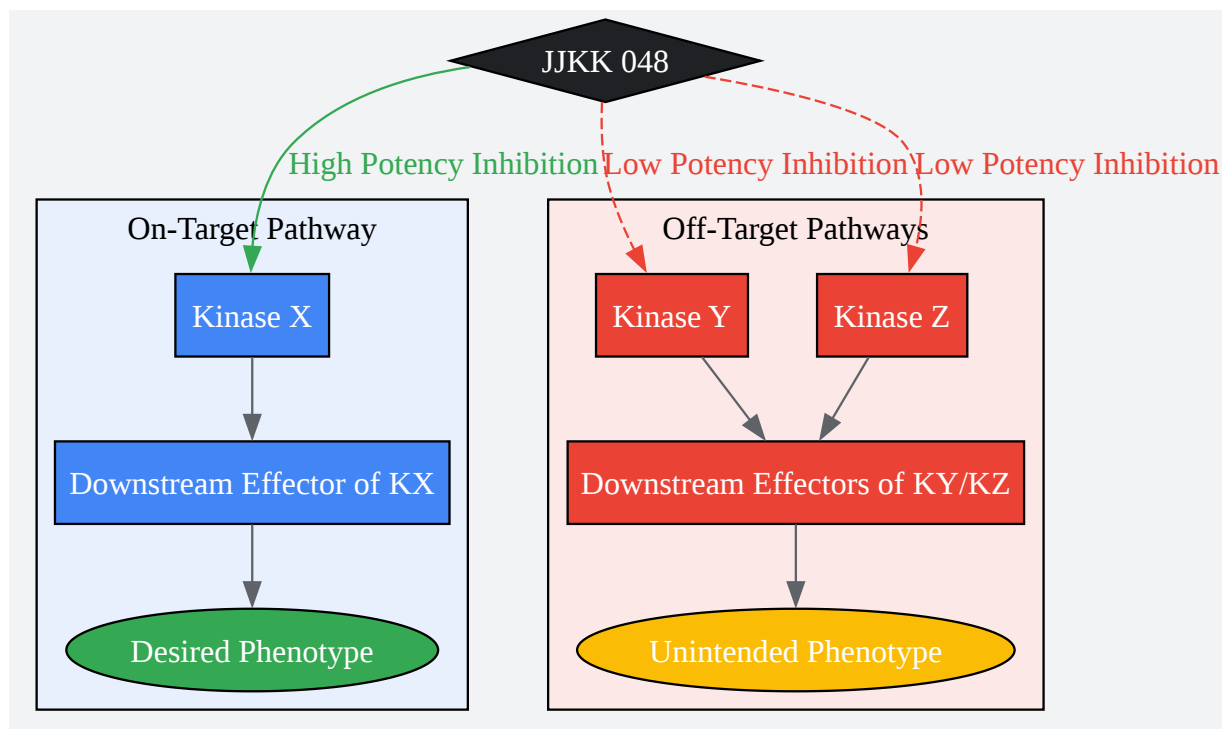 JJKK 048
High Potency Inhibition
Low Potency Inhibition
Low Potency Inhibition
On-Target Pathway
Off-Target Pathways
Kinase X
Kinase Y
Kinase Z
Downstream Effector of KX
Downstream Effectors of KY/KZ
Desired Phenotype
Unintended Phenotype